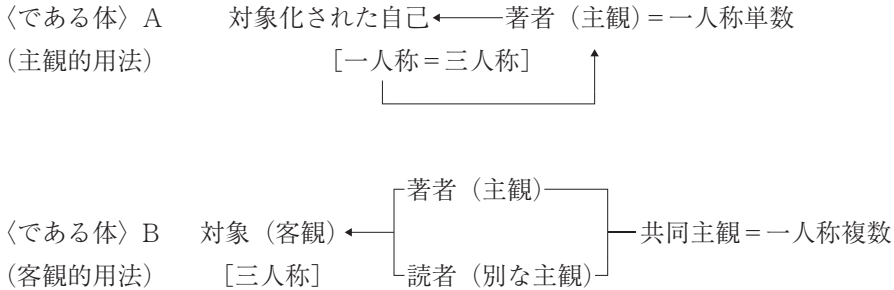 〈である体〉A　対象化された自己　著者（主観）＝一人称単数
（主観的用法）　［一人称＝三人称］
著者（主観）
〈である体〉B　対象（客観）　共同主観＝一人称複数
（客観的用法）　［三人称］　読者（別な主観）